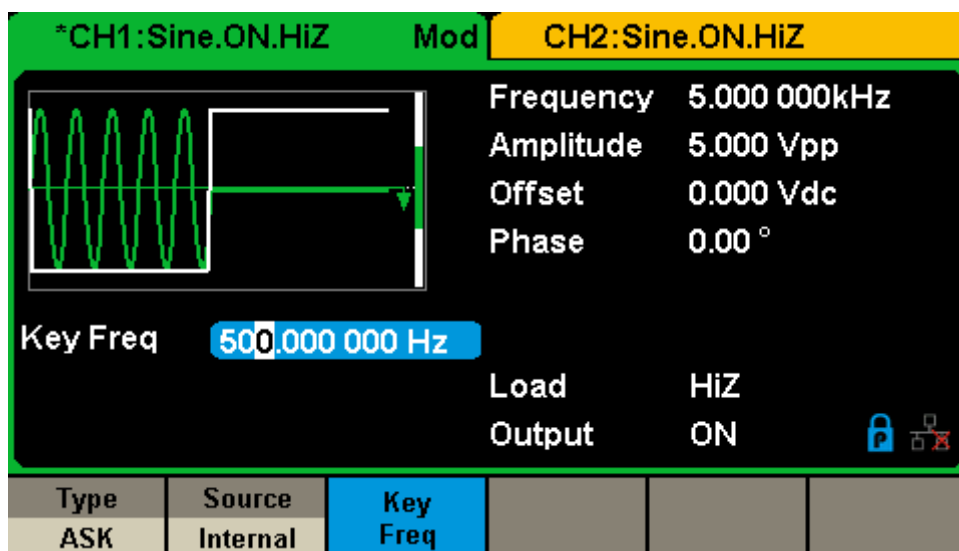 *CH1:Sine.ON.HiZ Mod CH2:Sine.ON.HiZ
Frequency 5.000 000kHz
Amplitude 5.000 Vpp
Offset 0.000 Vdc
Phase 0.00 °
Key Freq 500.000 000 Hz
Load HiZ
Output ON P
Type Source Key
ASK Internal Freq